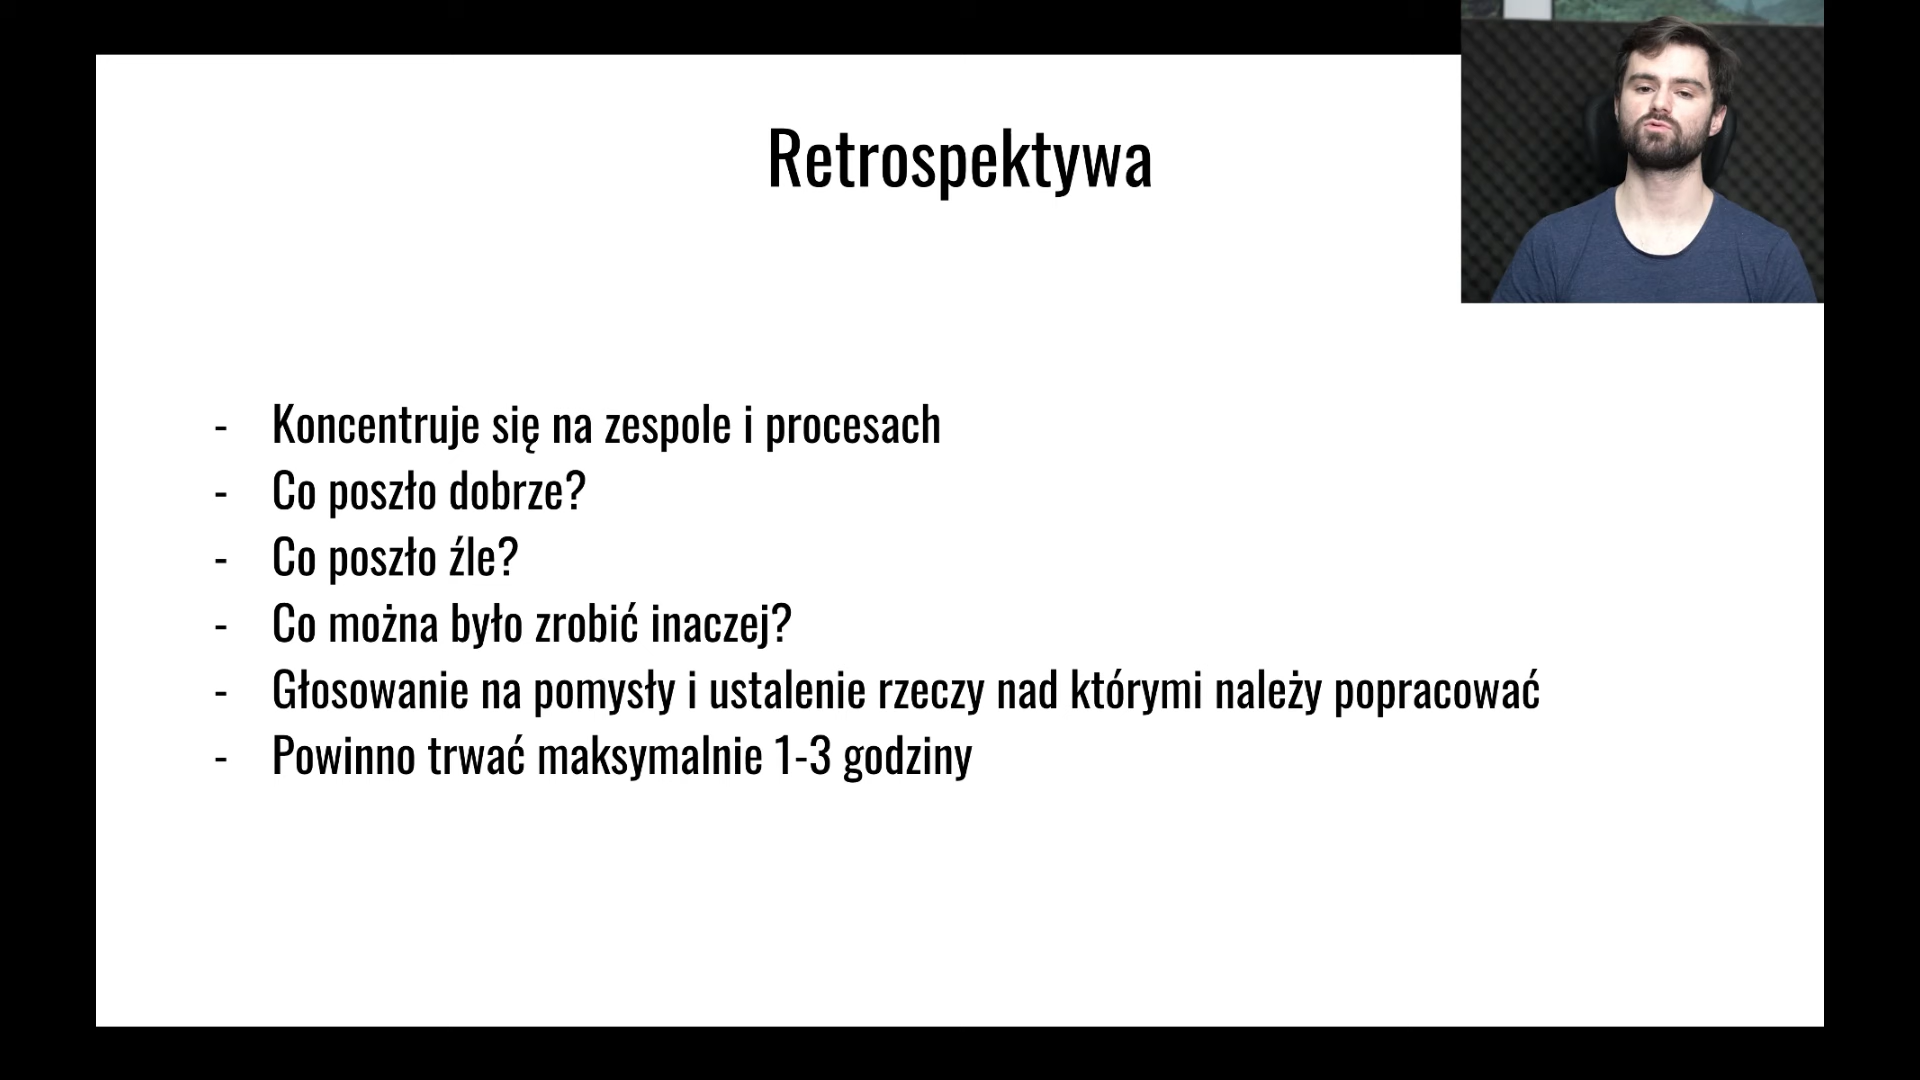 Retrospektywa
- Koncentruje się na zespole i procesach
- Co poszło dobrze?
- Co poszło źle?
- Co można było zrobić inaczej?
- Głosowanie na pomysły i ustalenie rzeczy nad którymi należy popracować
- Powinno trwać maksymalnie 1-3 godziny